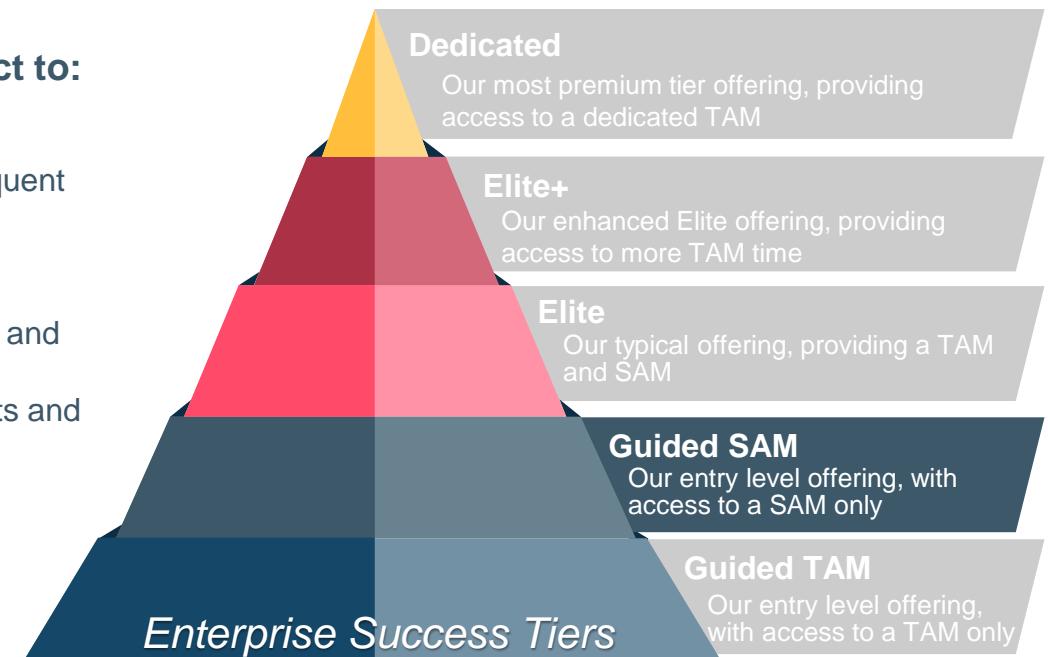 ct to:
quent
and
ts and
Dedicated
Our most premium tier offering, providing
access to a dedicated TAM
Elite+
Our enhanced Elite offering, providing
access to more TAM time
Elite
Our typical offering, providing a TAM
and SAM
Guided SAM
Our entry level offering, with
access to a SAM only
Guided TAM
Our entry level offering,
with access to a TAM only
Enterprise Success Tiers